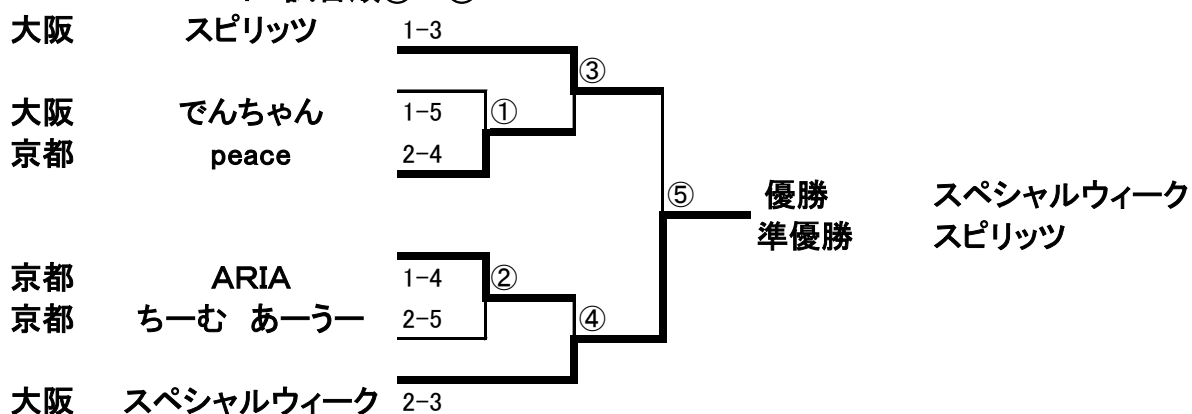 大阪 スピリッツ 1-3
③
大阪 でんちゃん 1-5 ①
京都 peace 2-4
⑤ 優勝 スペシャルウィーク
準優勝 スピリッツ
京都 ARIA 1-4 ②
京都 ちーむ あーうー 2-5 ④
大阪 スペシャルウィーク 2-3